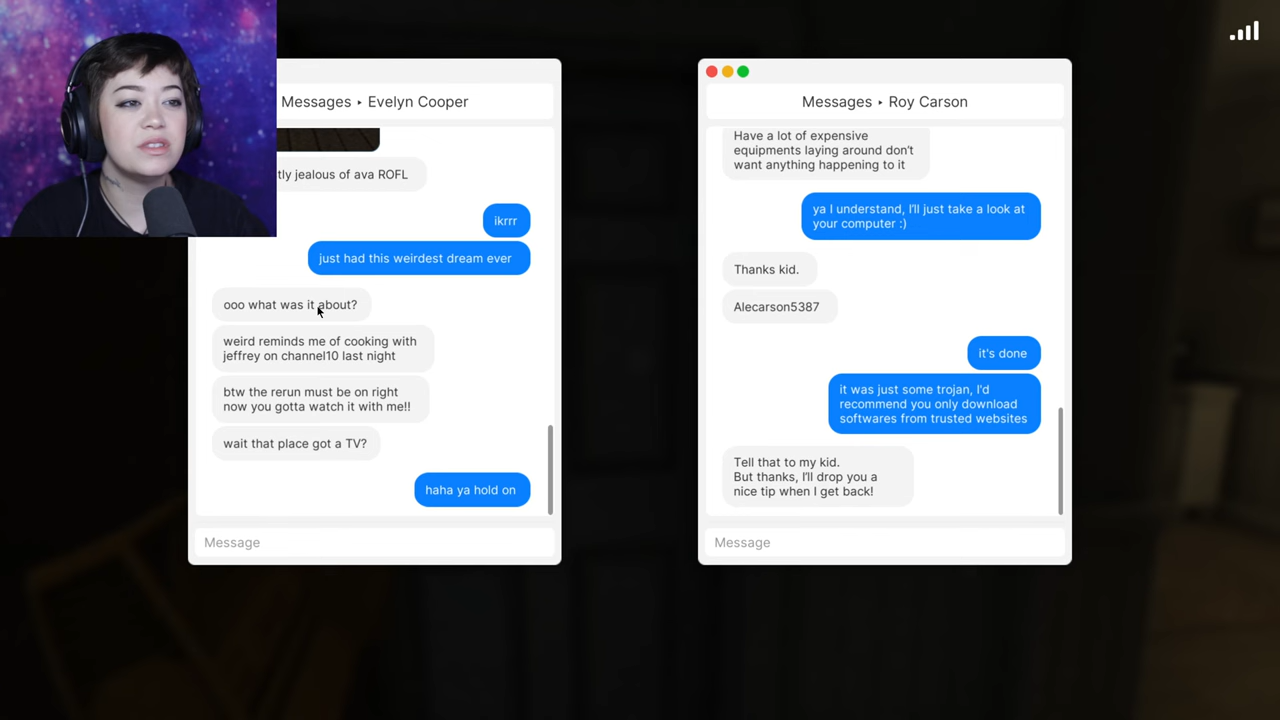 Messages ▸ Evelyn Cooper
tly jealous of ava ROFL
ikrrr
just had this weirdest dream ever
ooo what was it about?
weird reminds me of cooking with
jeffrey on channel10 last night
btw the rerun must be on right
now you gotta watch it with me!!
wait that place got a TV?
haha ya hold on
Message
Messages ▸ Roy Carson
Have a lot of expensive
equipments laying around don't
want anything happening to it
ya I understand, I'll just take a look at
your computer :)
Thanks kid.
Alecarson5387
it's done
it was just some trojan, I'd
recommend you only download
softwares from trusted websites
Tell that to my kid.
But thanks, I'll drop you a
nice tip when I get back!
Message